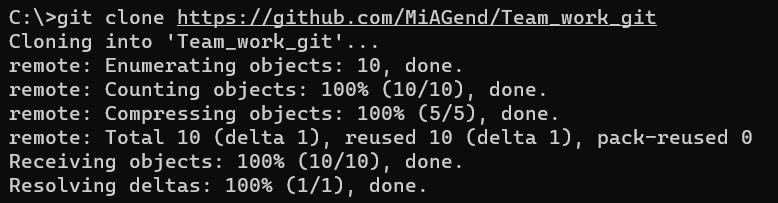 C:\>git clone https://github.com/MiAGend/Team_work_git
Cloning into 'Team_work_git'...
remote: Enumerating objects: 10, done.
remote: Counting objects: 100% (10/10), done.
remote: Compressing objects: 100% (5/5), done.
remote: Total 10 (delta 1), reused 10 (delta 1), pack-reused 0
Receiving objects: 100% (10/10), done.
Resolving deltas: 100% (1/1), done.